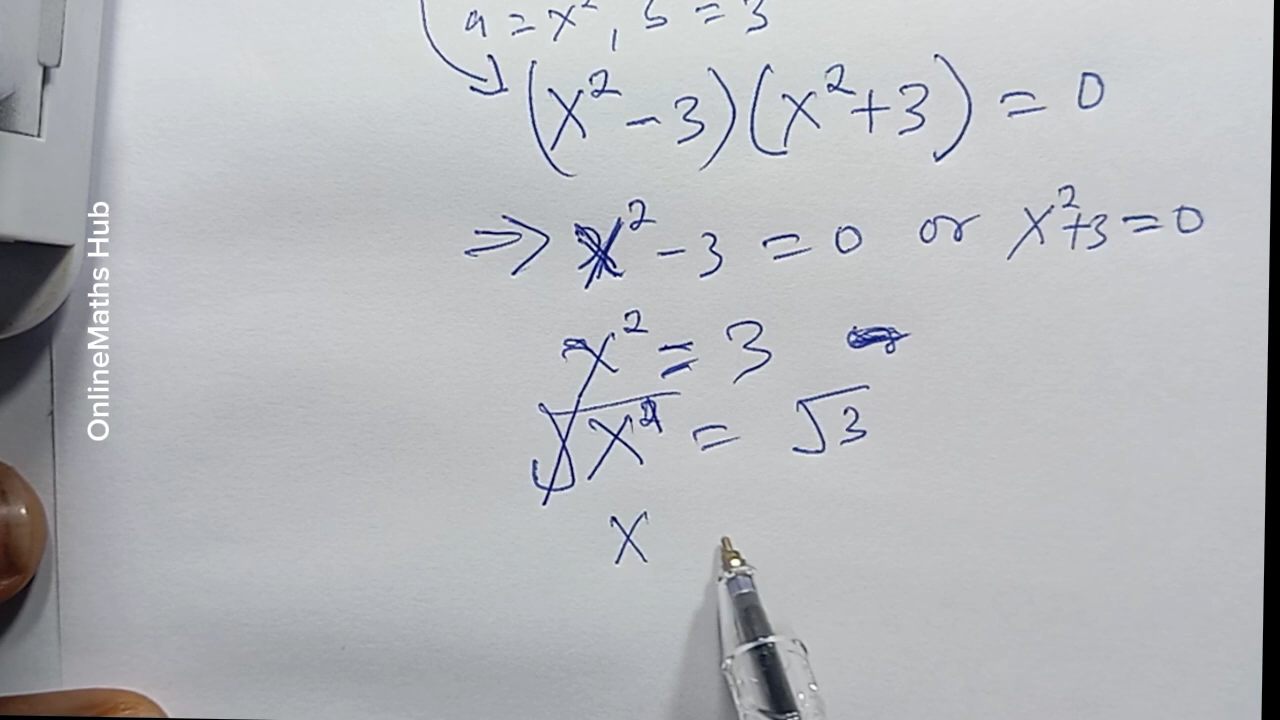 a = x², b = 3
(x² - 3)(x² + 3) = 0
⇒ x² - 3 = 0 or x² + 3 = 0
x² = 3
√x² = √3
x
OnlineMaths Hub